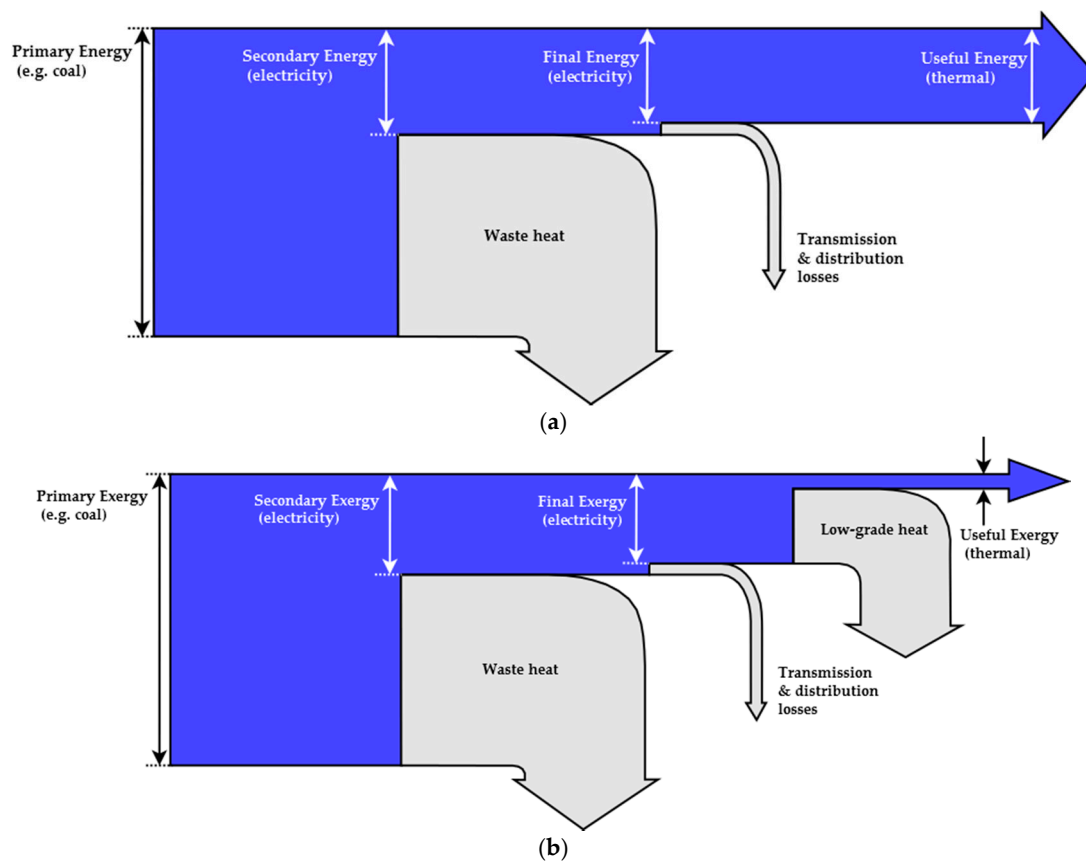 Primary Energy
(e.g. coal)
Secondary Energy
(electricity)
Final Energy
(electricity)
Useful Energy
(thermal)
Waste heat
Transmission
& distribution
losses
(a)
Primary Exergy
(e.g. coal)
Secondary Exergy
(electricity)
Final Exergy
(electricity)
Low-grade heat
Useful Exergy
(thermal)
Waste heat
Transmission
& distribution
losses
(b)